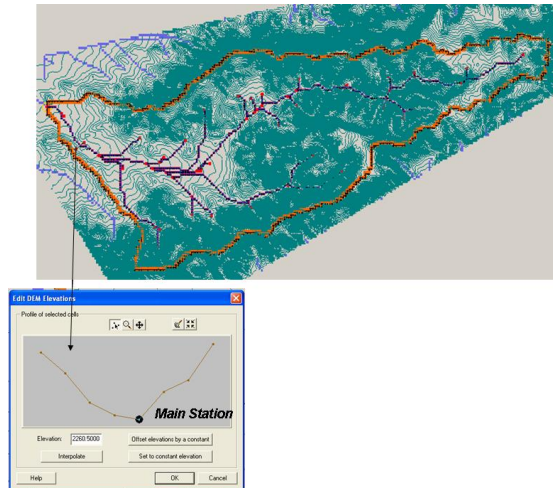 Edit DEM Elevations
Profile of selected cells
Main Station
Elevation: 2260.5000 Offset elevations by a constant
Interpolate Set to constant elevation
Help OK Cancel